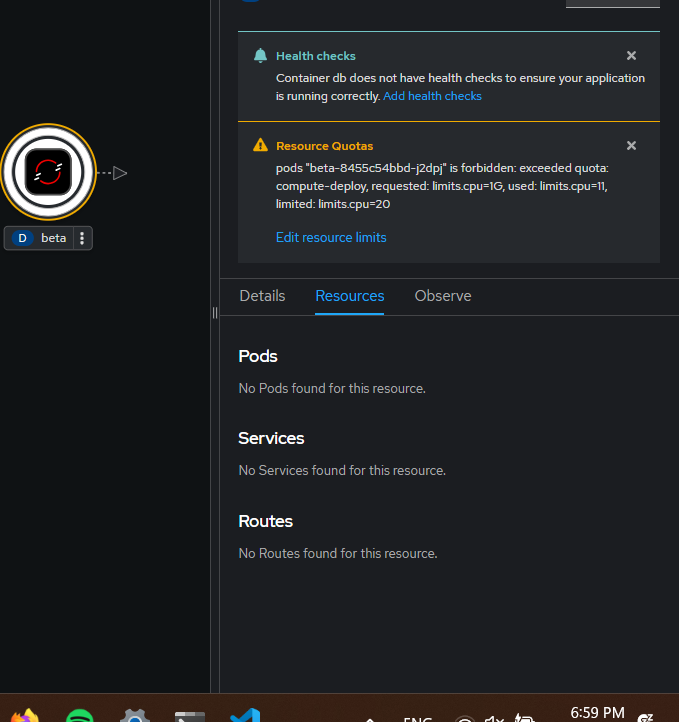 Health checks
Container db does not have health checks to ensure your application
is running correctly. Add health checks
Resource Quotas
pods "beta-8455c54bbd-j2dpj" is forbidden: exceeded quota:
compute-deploy, requested: limits.cpu=1G, used: limits.cpu=11,
limited: limits.cpu=20
Edit resource limits
D beta
Details Resources Observe
Pods
No Pods found for this resource.
Services
No Services found for this resource.
Routes
No Routes found for this resource.
ENG
6:59 PM